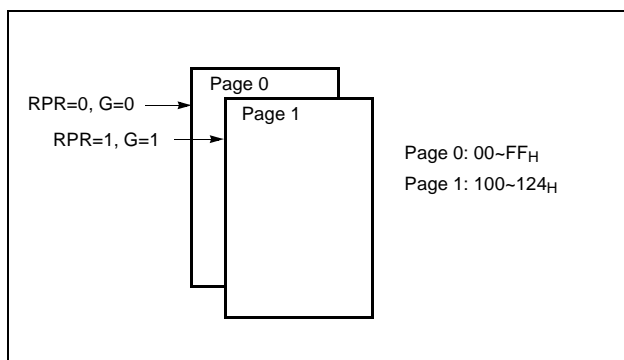 Page 0
RPR=0, G=0
Page 1
RPR=1, G=1
Page 0: 00~FFH
Page 1: 100~124H